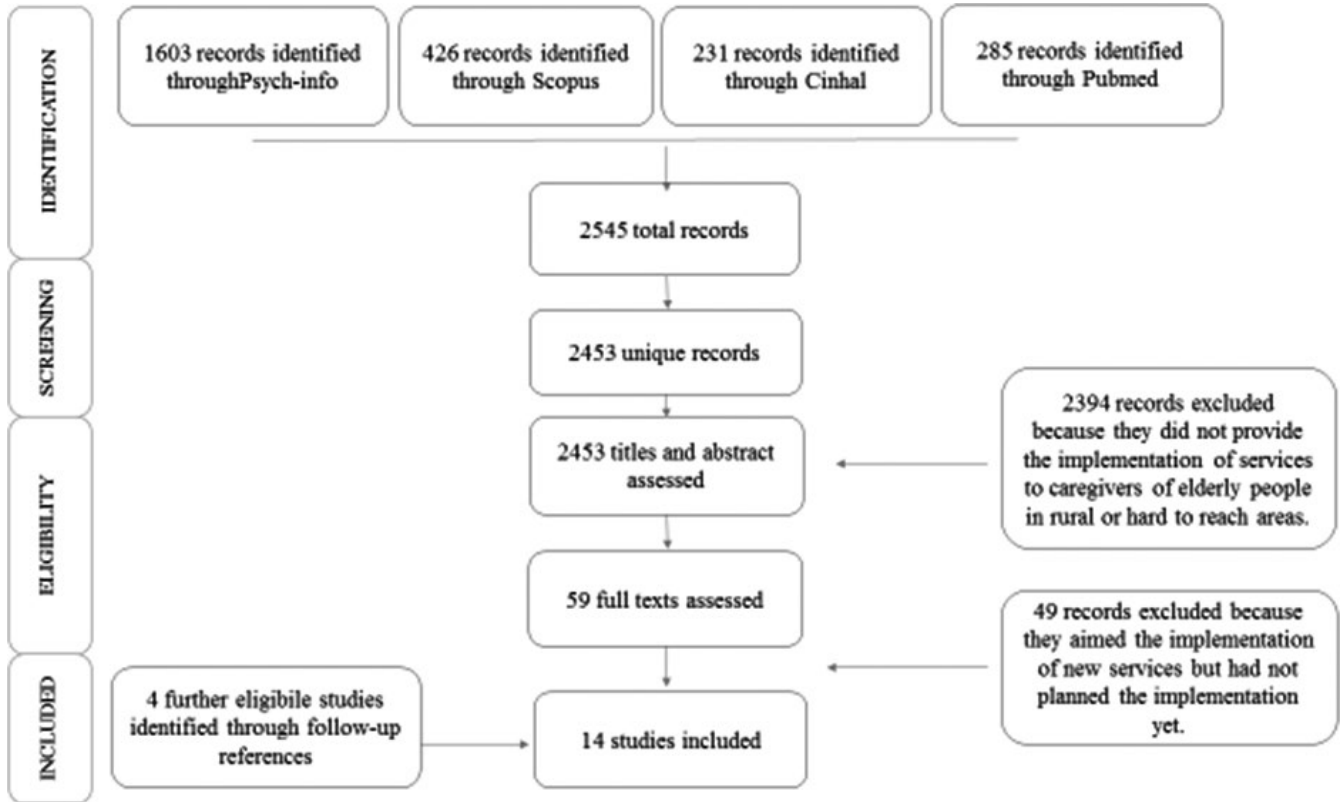 IDENTIFICATION
1603 records identified
throughPsych-info
426 records identified
through Scopus
231 records identified
through Cinhal
285 records identified
through Pubmed
2545 total records
SCREENING
2453 unique records
ELIGIBILITY
2453 titles and abstract
assessed
2394 records excluded
because they did not provide
the implementation of services
to caregivers of elderly people
in rural or hard to reach areas.
59 full texts assessed
49 records excluded because
they aimed the implementation
of new services but had not
planned the implementation
yet.
INCLUDED
4 further eligibile studies
identified through follow-up
references
14 studies included